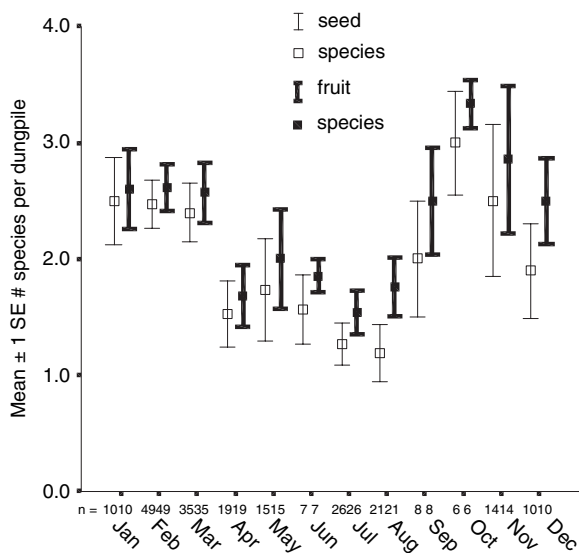 4.0
3.0
2.0
1.0
0.0
Mean ± 1 SE # species per dungpile
seed
species
fruit
species
n = 1010 4949 3535 1919 1515 7 7 2626 2121 8 8 6 6 1414 1010
Jan Feb Mar Apr May Jun Jul Aug Sep Oct Nov Dec